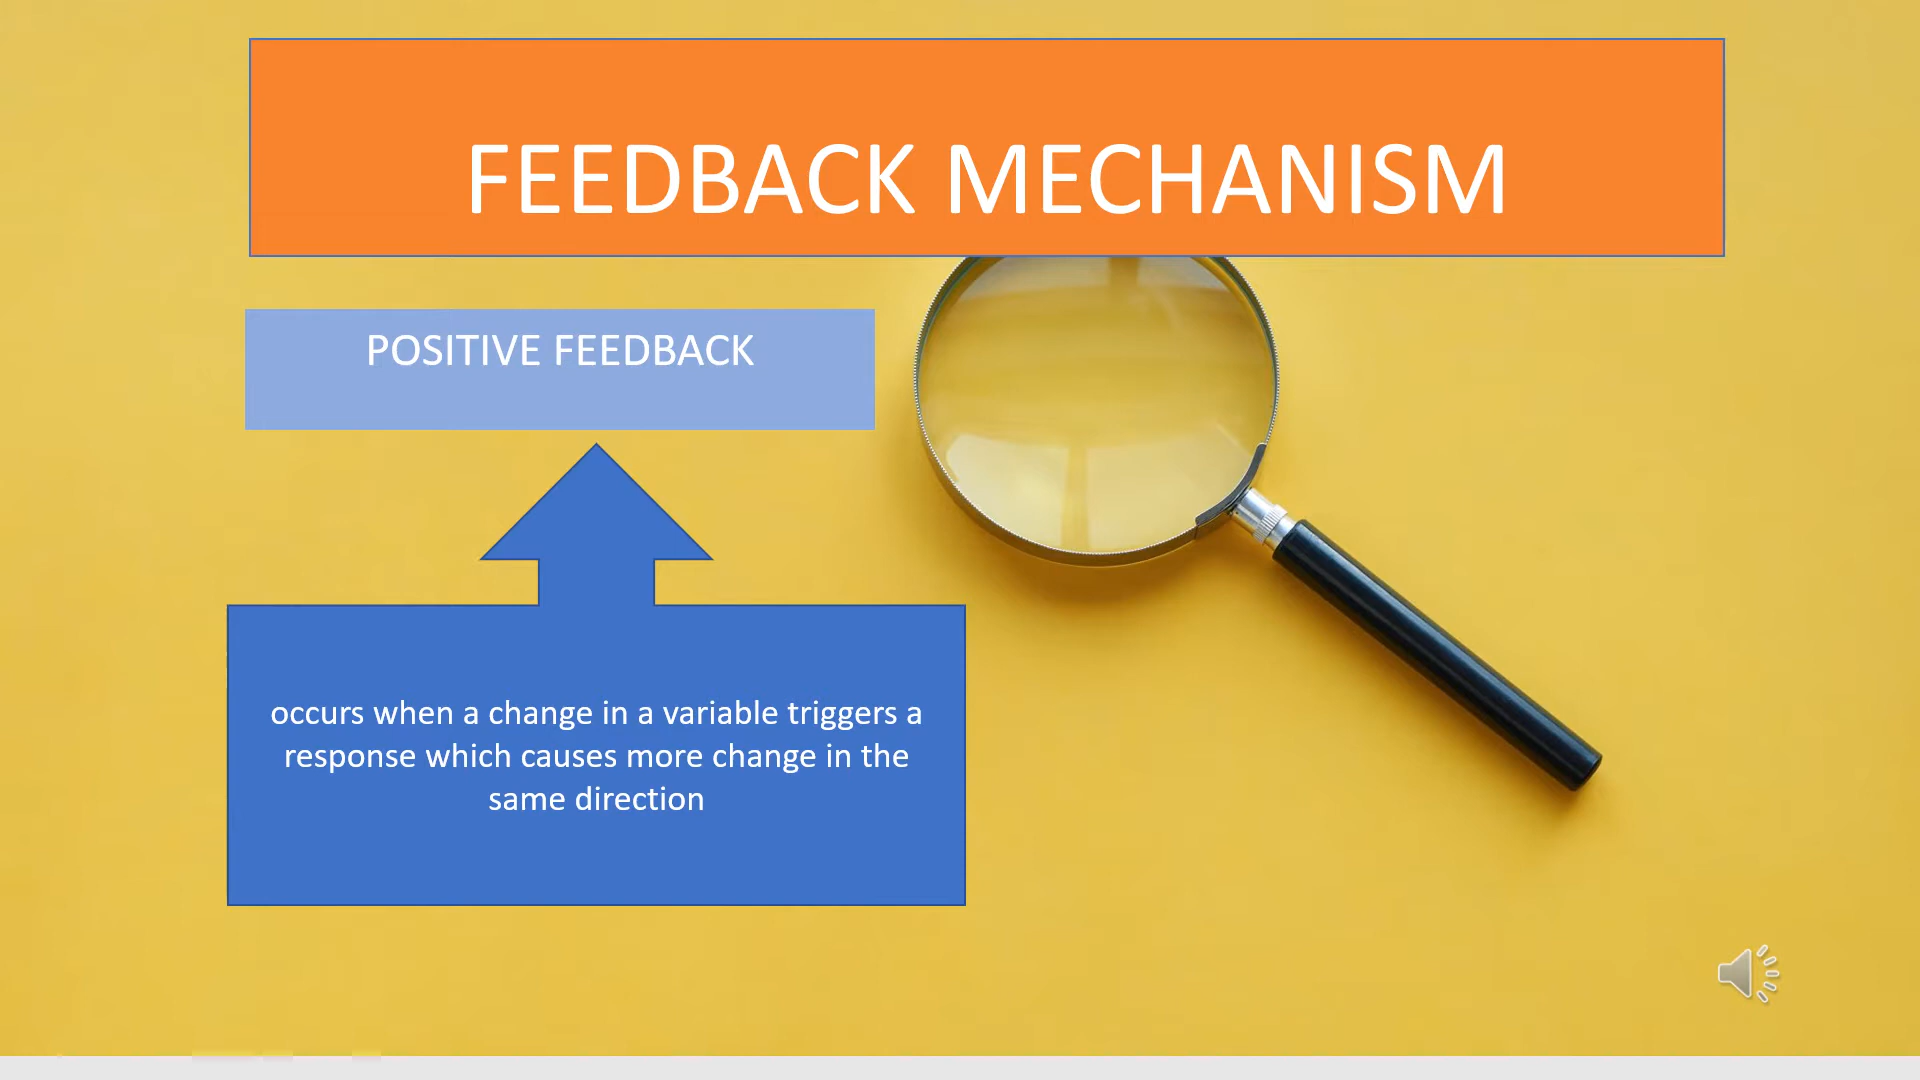 FEEDBACK MECHANISM
POSITIVE FEEDBACK
occurs when a change in a variable triggers a
response which causes more change in the
same direction